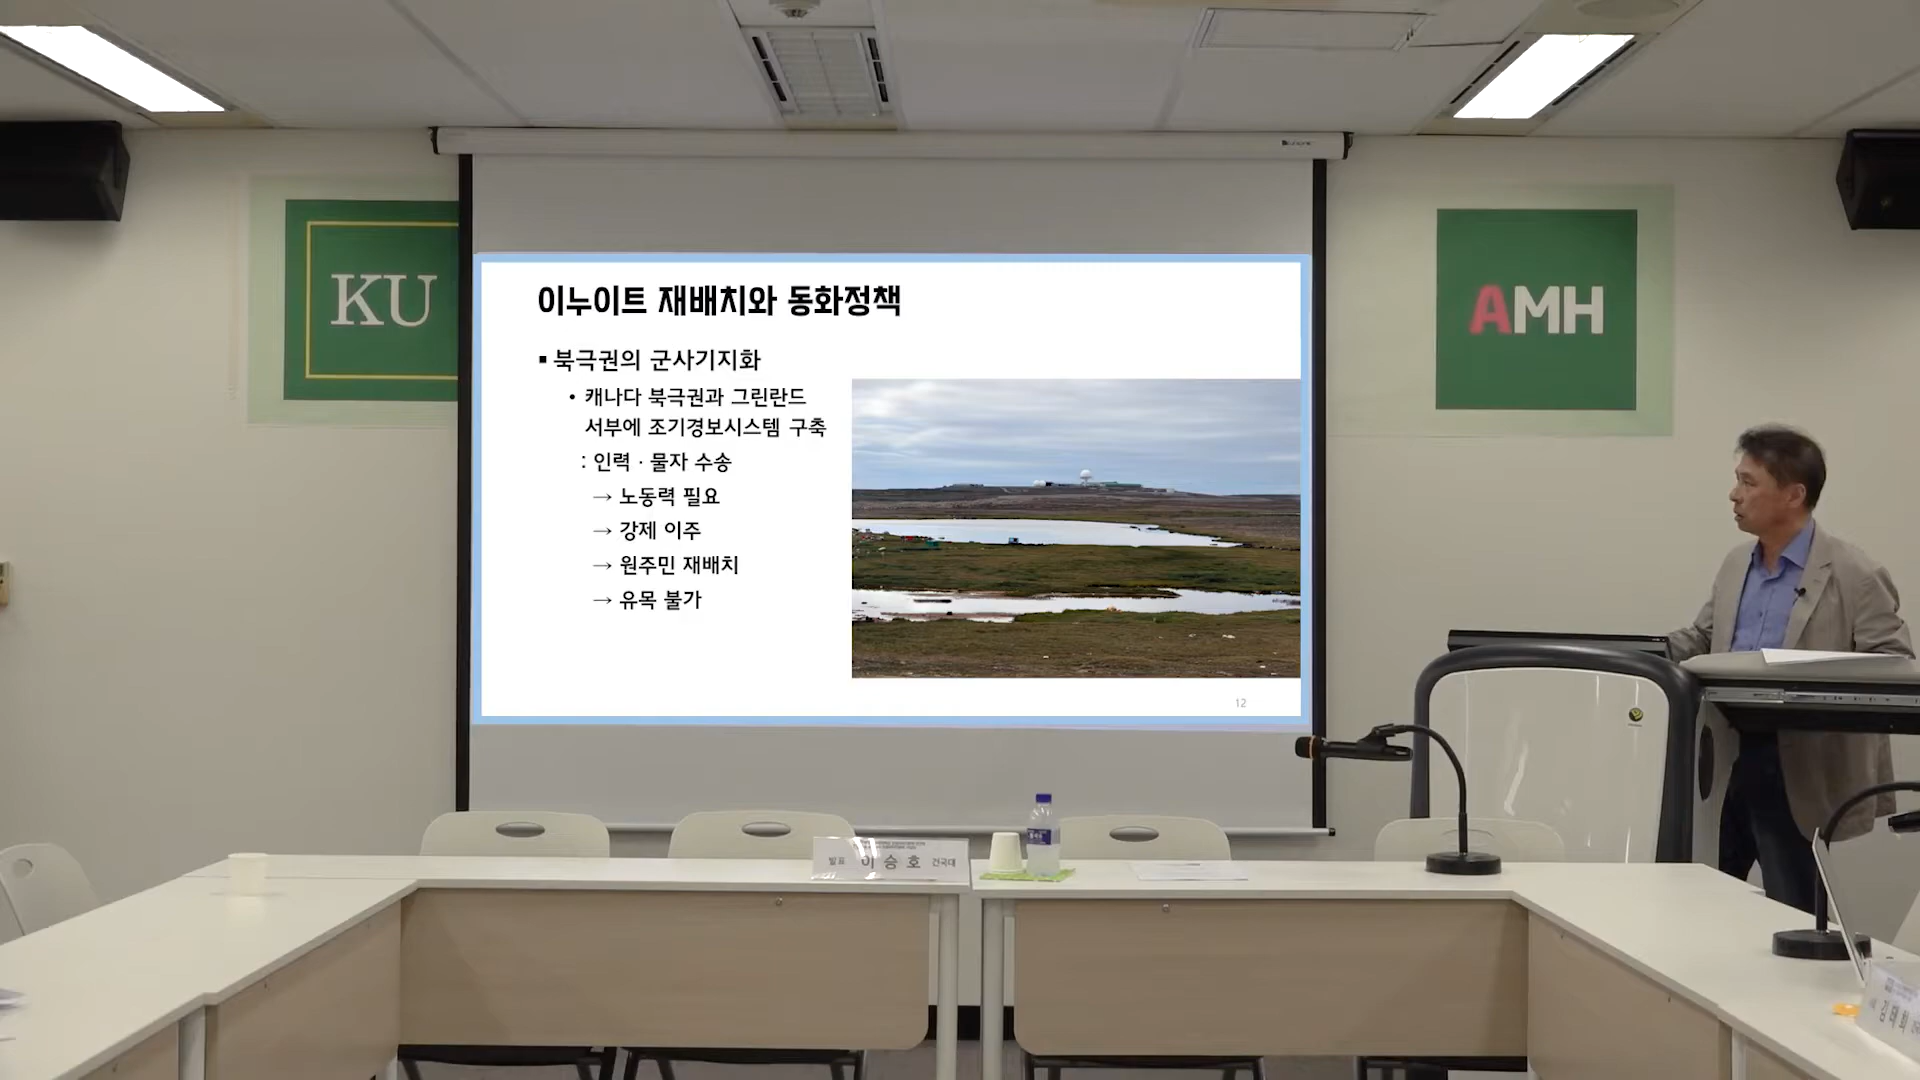 KU
AMH
이누이트 재배치와 동화정책
▪ 북극권의 군사기지화
• 캐나다 북극권과 그린란드
서부에 조기경보시스템 구축
: 인력 · 물자 수송
→ 노동력 필요
→ 강제 이주
→ 원주민 재배치
→ 유목 불가
12
발표 이승호 건국대